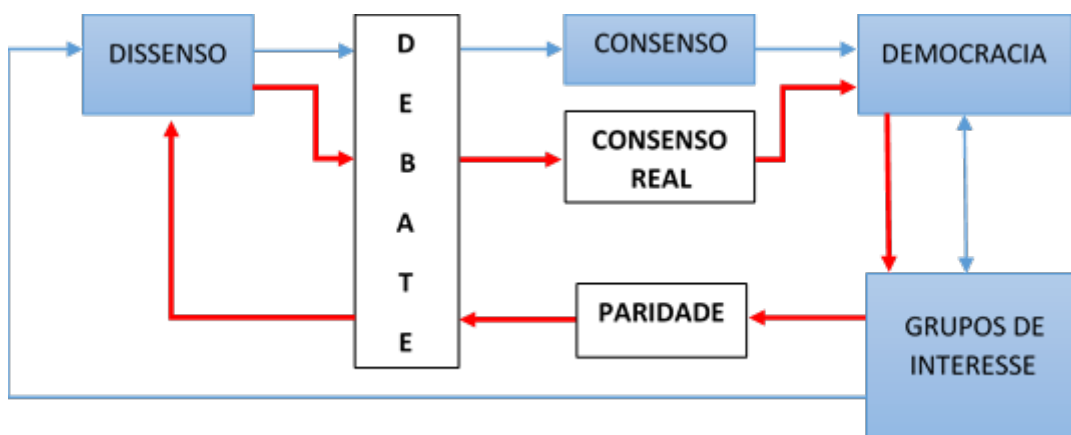 DISSENSO
D
E
B
A
T
E
CONSENSO
DEMOCRACIA
CONSENSO
REAL
PARIDADE
GRUPOS DE
INTERESSE